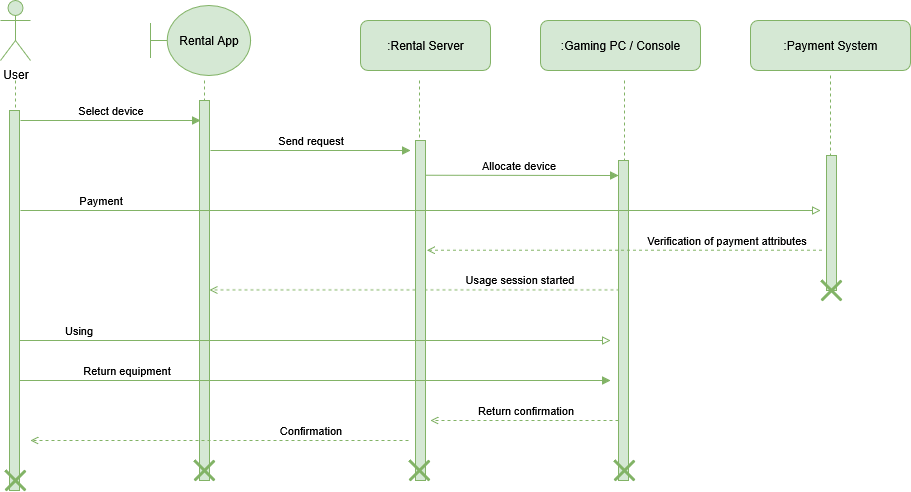 User
Rental App
:Rental Server
:Gaming PC / Console
:Payment System
Select device
Send request
Allocate device
Payment
Verification of payment attributes
Usage session started
Using
Return equipment
Return confirmation
Confirmation